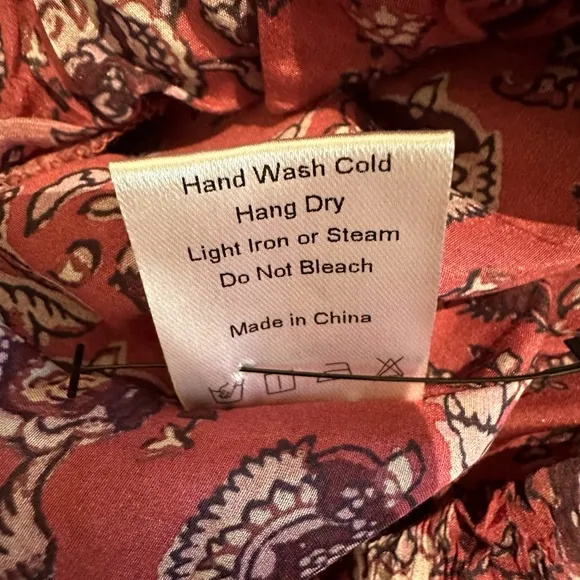 Hand Wash Cold
Hang Dry
Light Iron or Steam
Do Not Bleach
Made in China